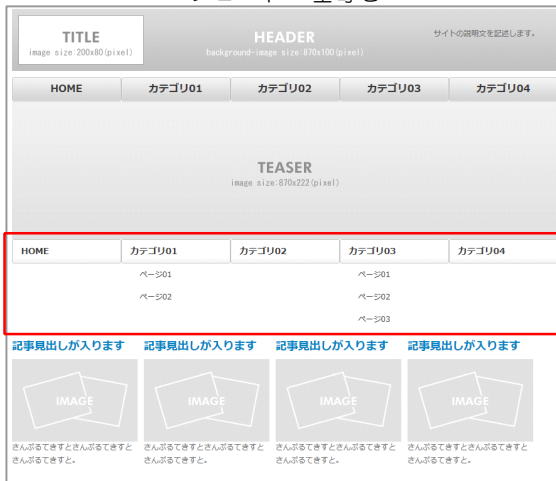 TITLE
image size:200x80(pixel)
HEADER
background-image size:870x100(pixel)
サイトの説明文を記述します。
HOME カテゴリ01 カテゴリ02 カテゴリ03 カテゴリ04
TEASER
image size:870x222(pixel)
HOME カテゴリ01 カテゴリ02 カテゴリ03 カテゴリ04
ページ01 ページ01
ページ02 ページ02
ページ03
記事見出しが入ります 記事見出しが入ります 記事見出しが入ります 記事見出しが入ります
IMAGE IMAGE IMAGE IMAGE
さんぷるてきすとさんぷるてきすと さんぷるてきすとさんぷるてきすと さんぷるてきすとさんぷるてきすと さんぷるてきすとてきすとと
さんぷるてきすと。 さんぷるてきすと。 さんぷるてきすと。 さんぷるてきすと。